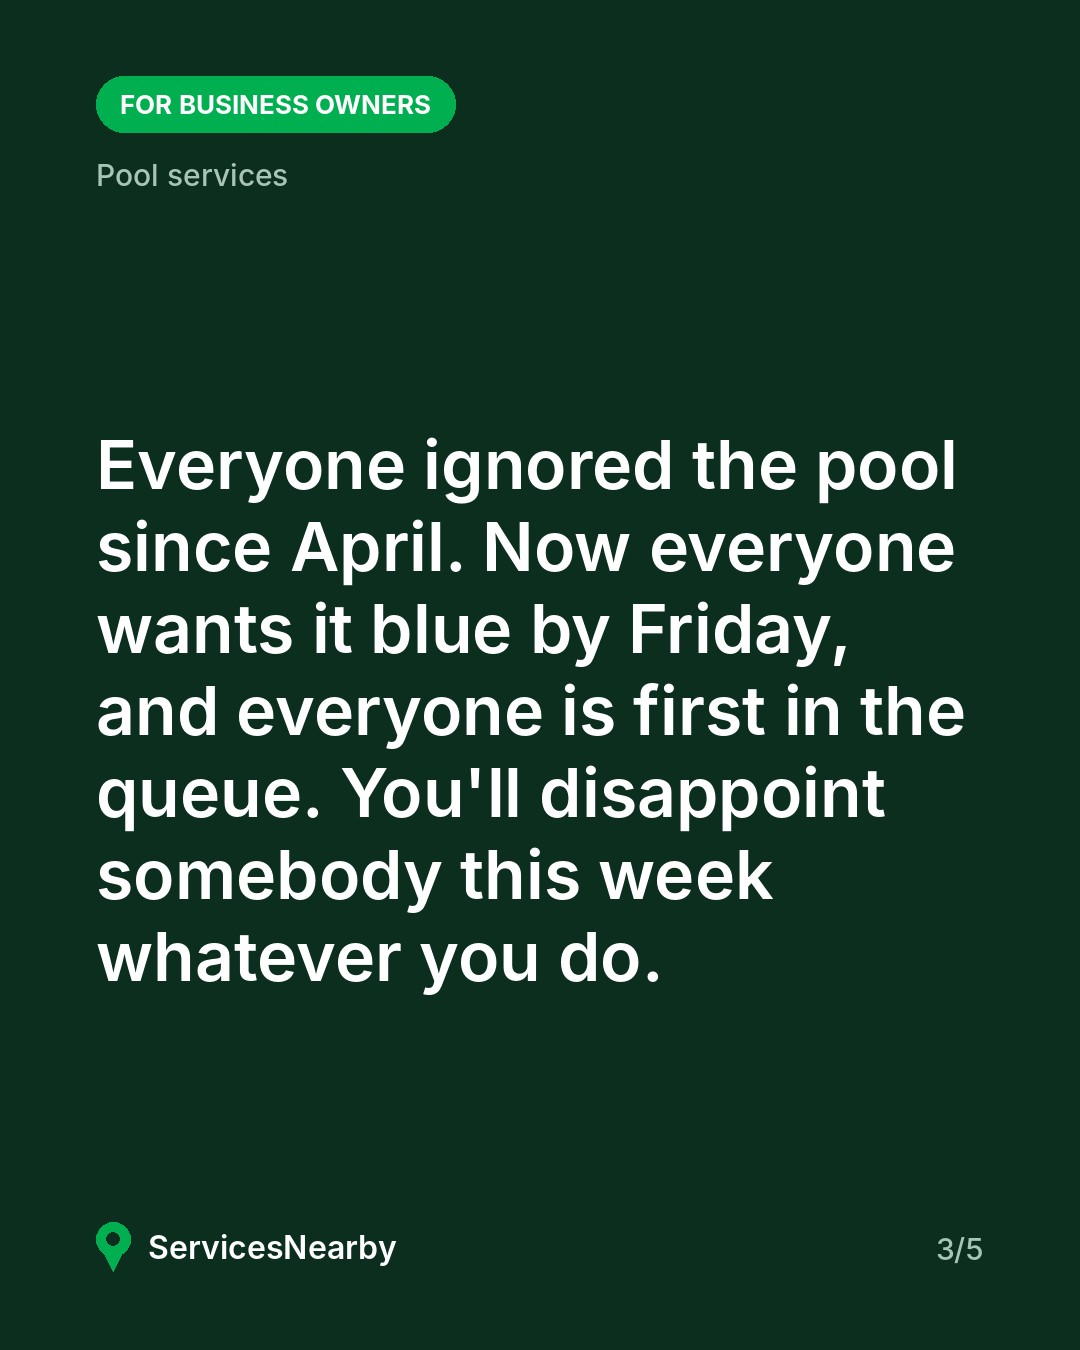 FOR BUSINESS OWNERS
Pool services
Everyone ignored the pool
since April. Now everyone
wants it blue by Friday,
and everyone is first in the
queue. You'll disappoint
somebody this week
whatever you do.
ServicesNearby
3/5